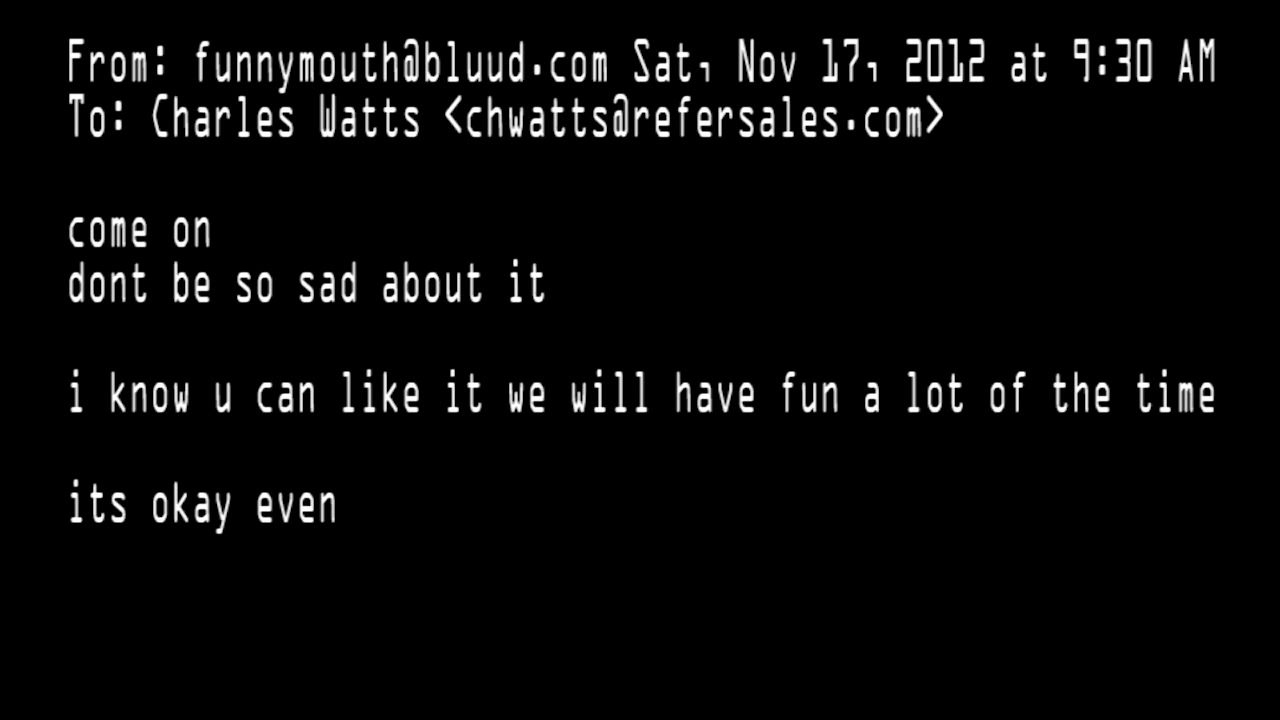 From: funnymouth@bluud.com Sat, Nov 17, 2012 at 9:30 AM
To: Charles Watts <chwatts@refersales.com>
come on
dont be so sad about it
i know u can like it we will have fun a lot of the time
its okay even